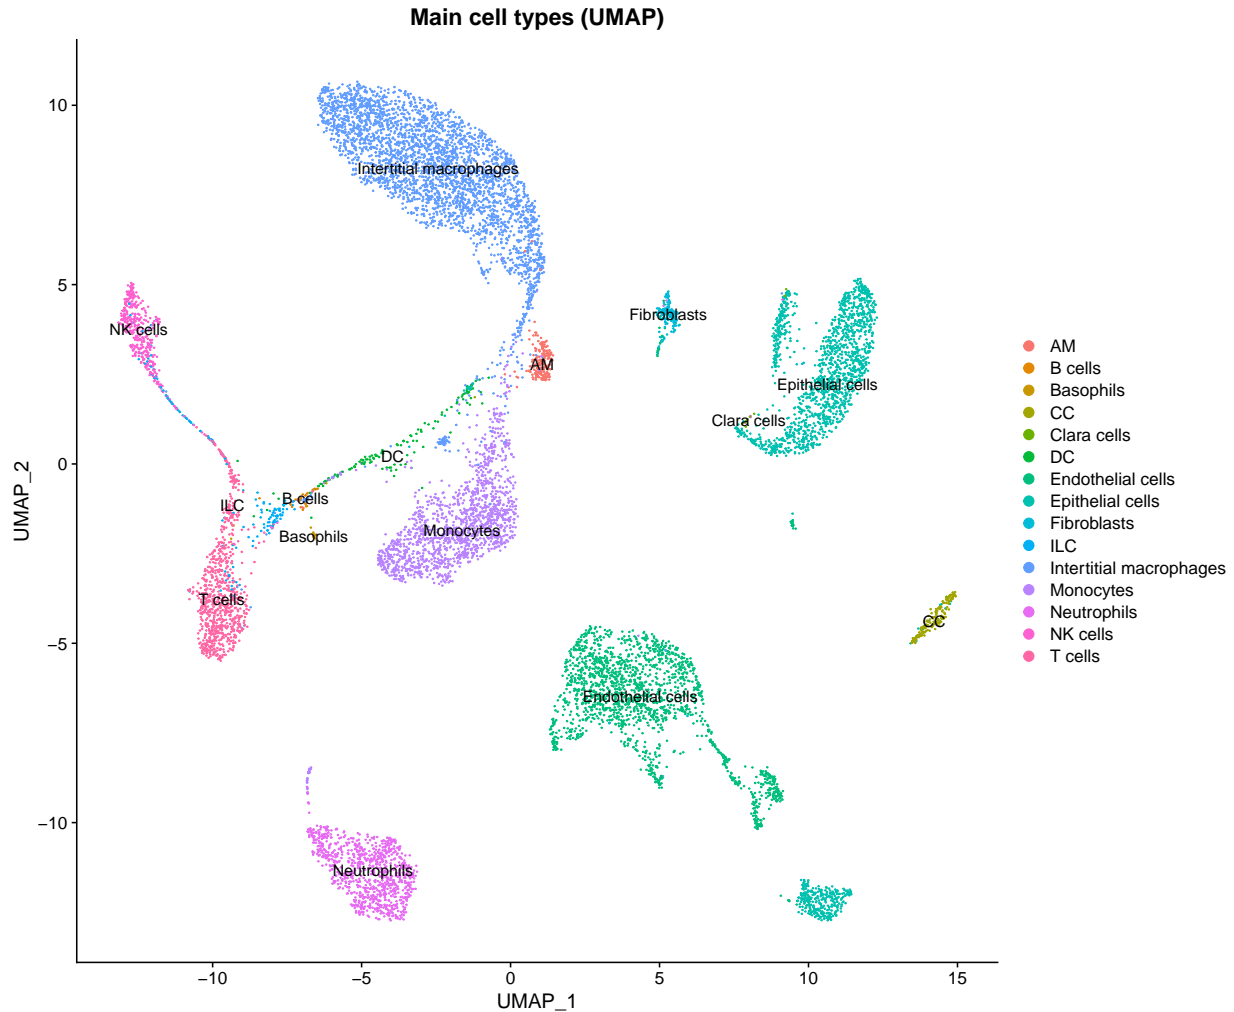 Main cell types (UMAP)
10
5
0
−5
−10
UMAP_2
Intertitial macrophages
NK cells
Fibroblasts
AM
Epithelial cells
Clara cells
DC
B cells
ILC
Monocytes
Basophils
T cells
CC
Endothelial cells
Neutrophils
−10
−5
0
5
10
15
UMAP_1
AM
B cells
Basophils
CC
Clara cells
DC
Endothelial cells
Epithelial cells
Fibroblasts
ILC
Intertitial macrophages
Monocytes
Neutrophils
NK cells
T cells